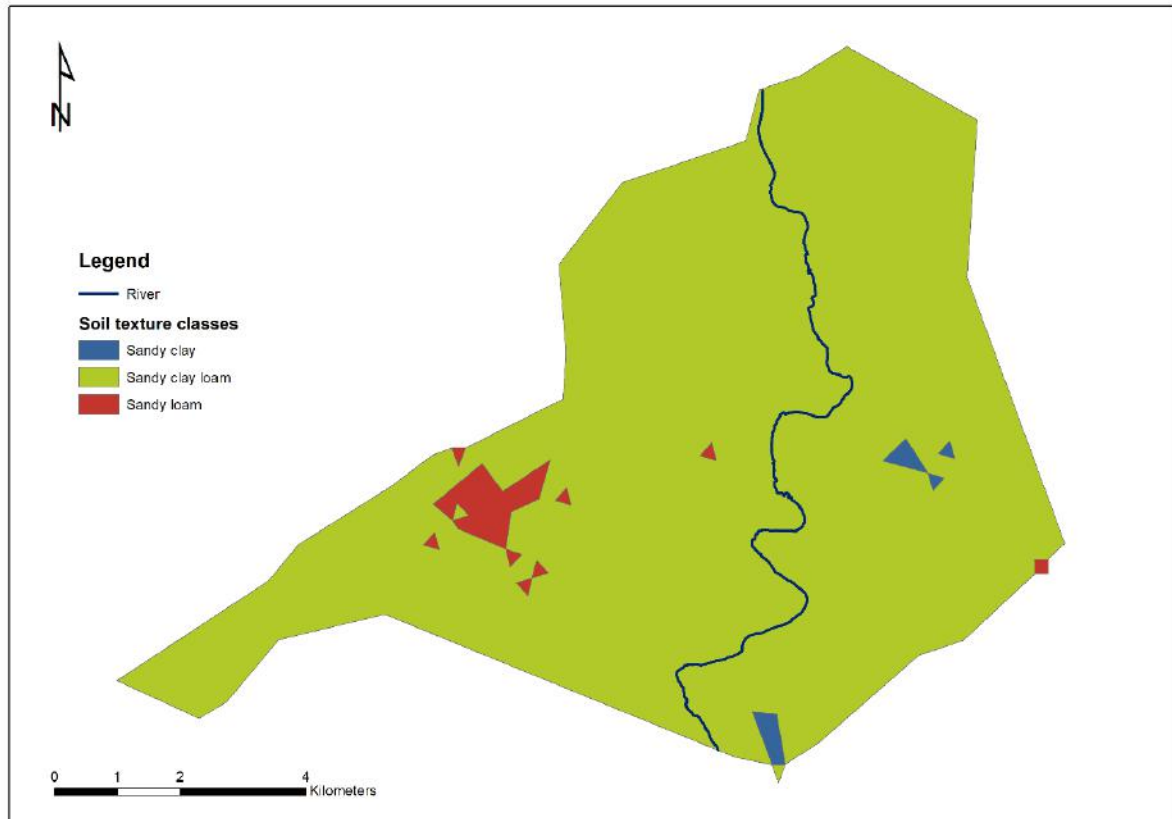 N
Legend
River
Soil texture classes
Sandy clay
Sandy clay loam
Sandy loam
0 1 2 4
Kilometers